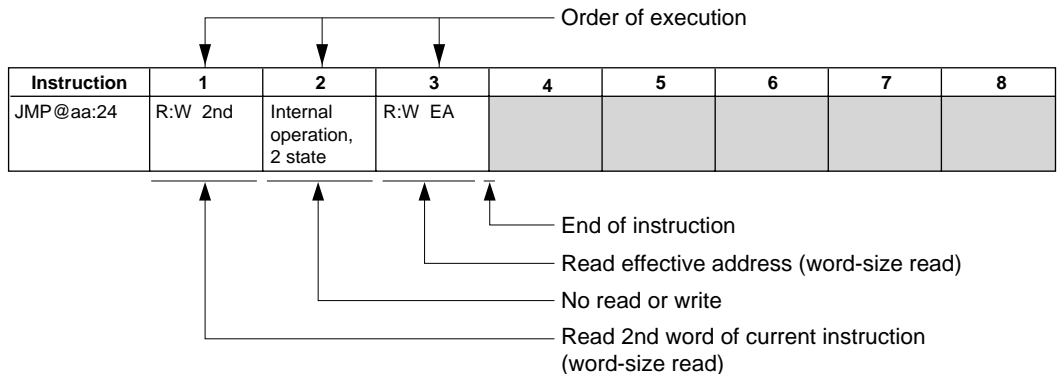 Order of execution
Instruction 1 2 3 4 5 6 7 8
JMP@aa:24 R:W 2nd Internal operation, 2 state R:W EA
End of instruction
Read effective address (word-size read)
No read or write
Read 2nd word of current instruction
(word-size read)